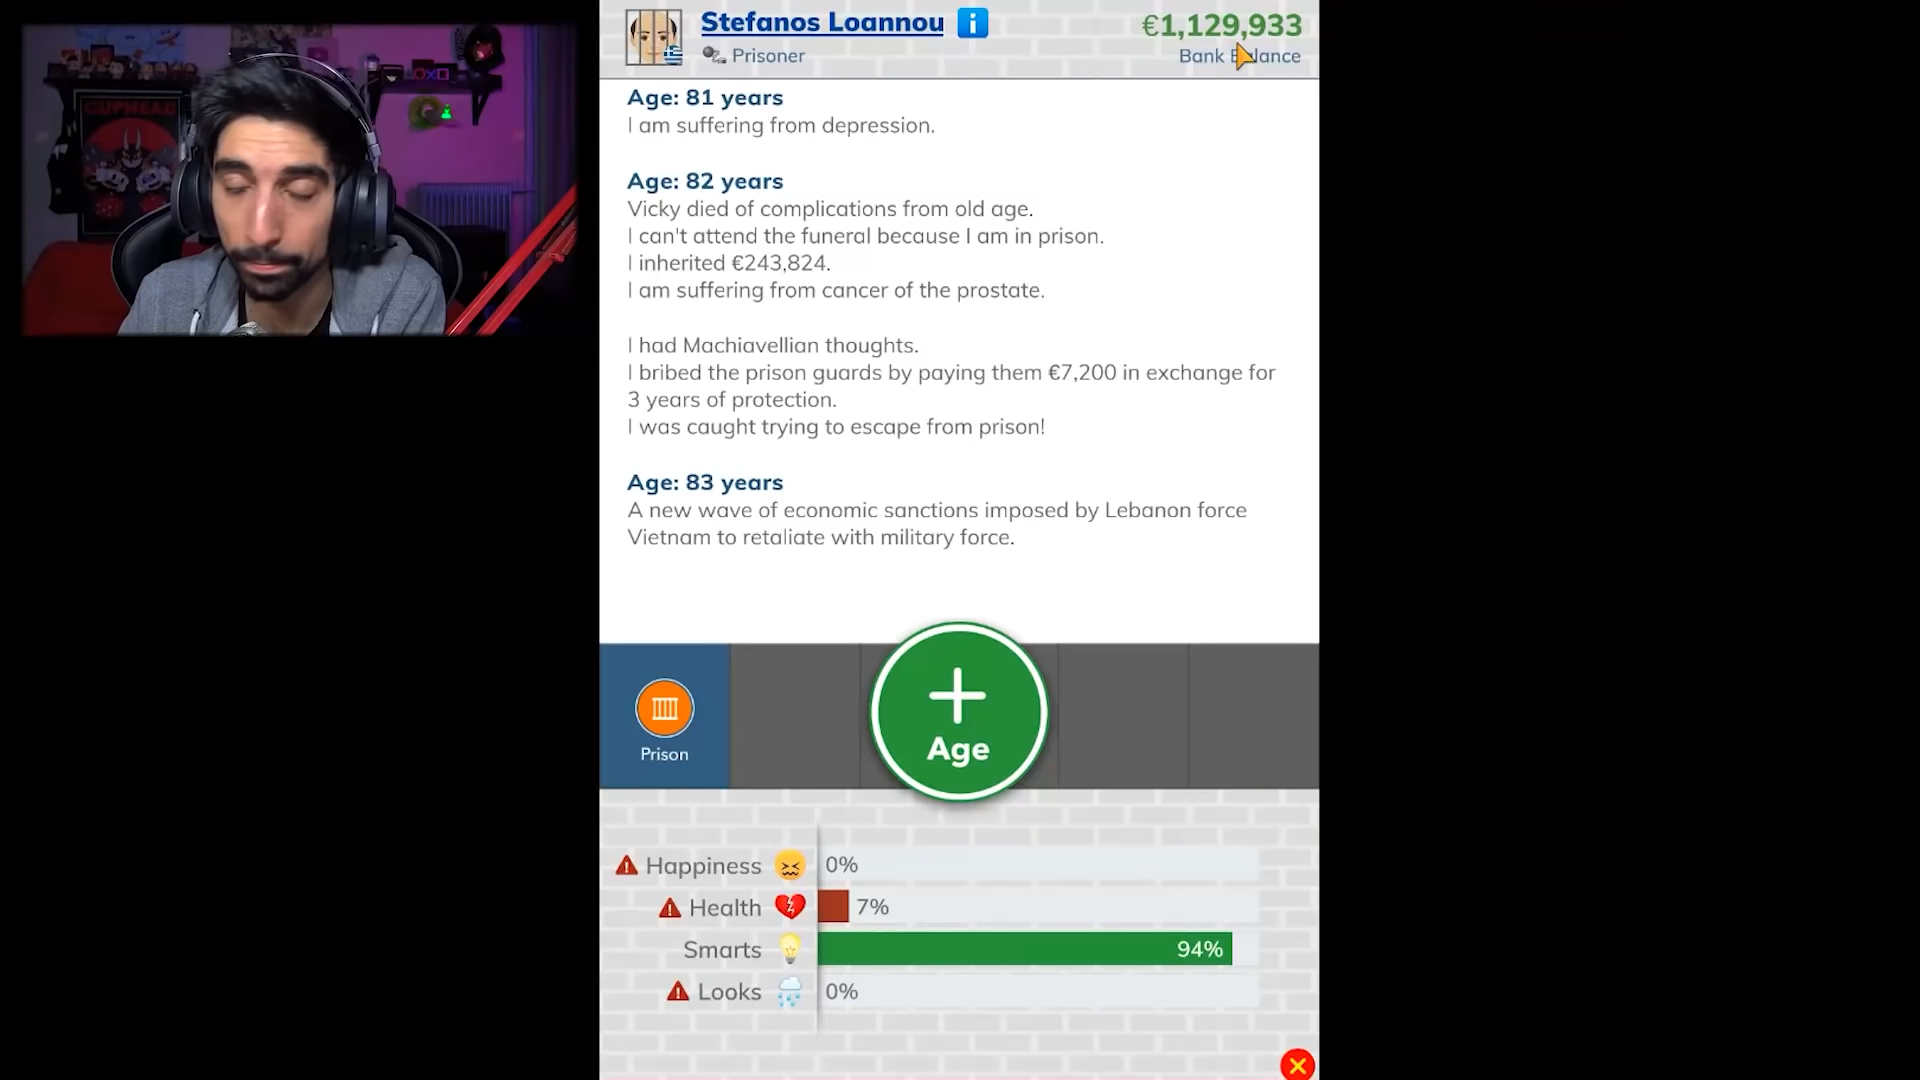 CUPHEAD
Stefanos Loannou
€1,129,933
Prisoner
Bank Balance
Age: 81 years
I am suffering from depression.
Age: 82 years
Vicky died of complications from old age.
I can't attend the funeral because I am in prison.
I inherited €243,824.
I am suffering from cancer of the prostate.
I had Machiavellian thoughts.
I bribed the prison guards by paying them €7,200 in exchange for
3 years of protection.
I was caught trying to escape from prison!
Age: 83 years
A new wave of economic sanctions imposed by Lebanon force
Vietnam to retaliate with military force.
Prison
Age
Happiness 0%
Health 7%
Smarts 94%
Looks 0%